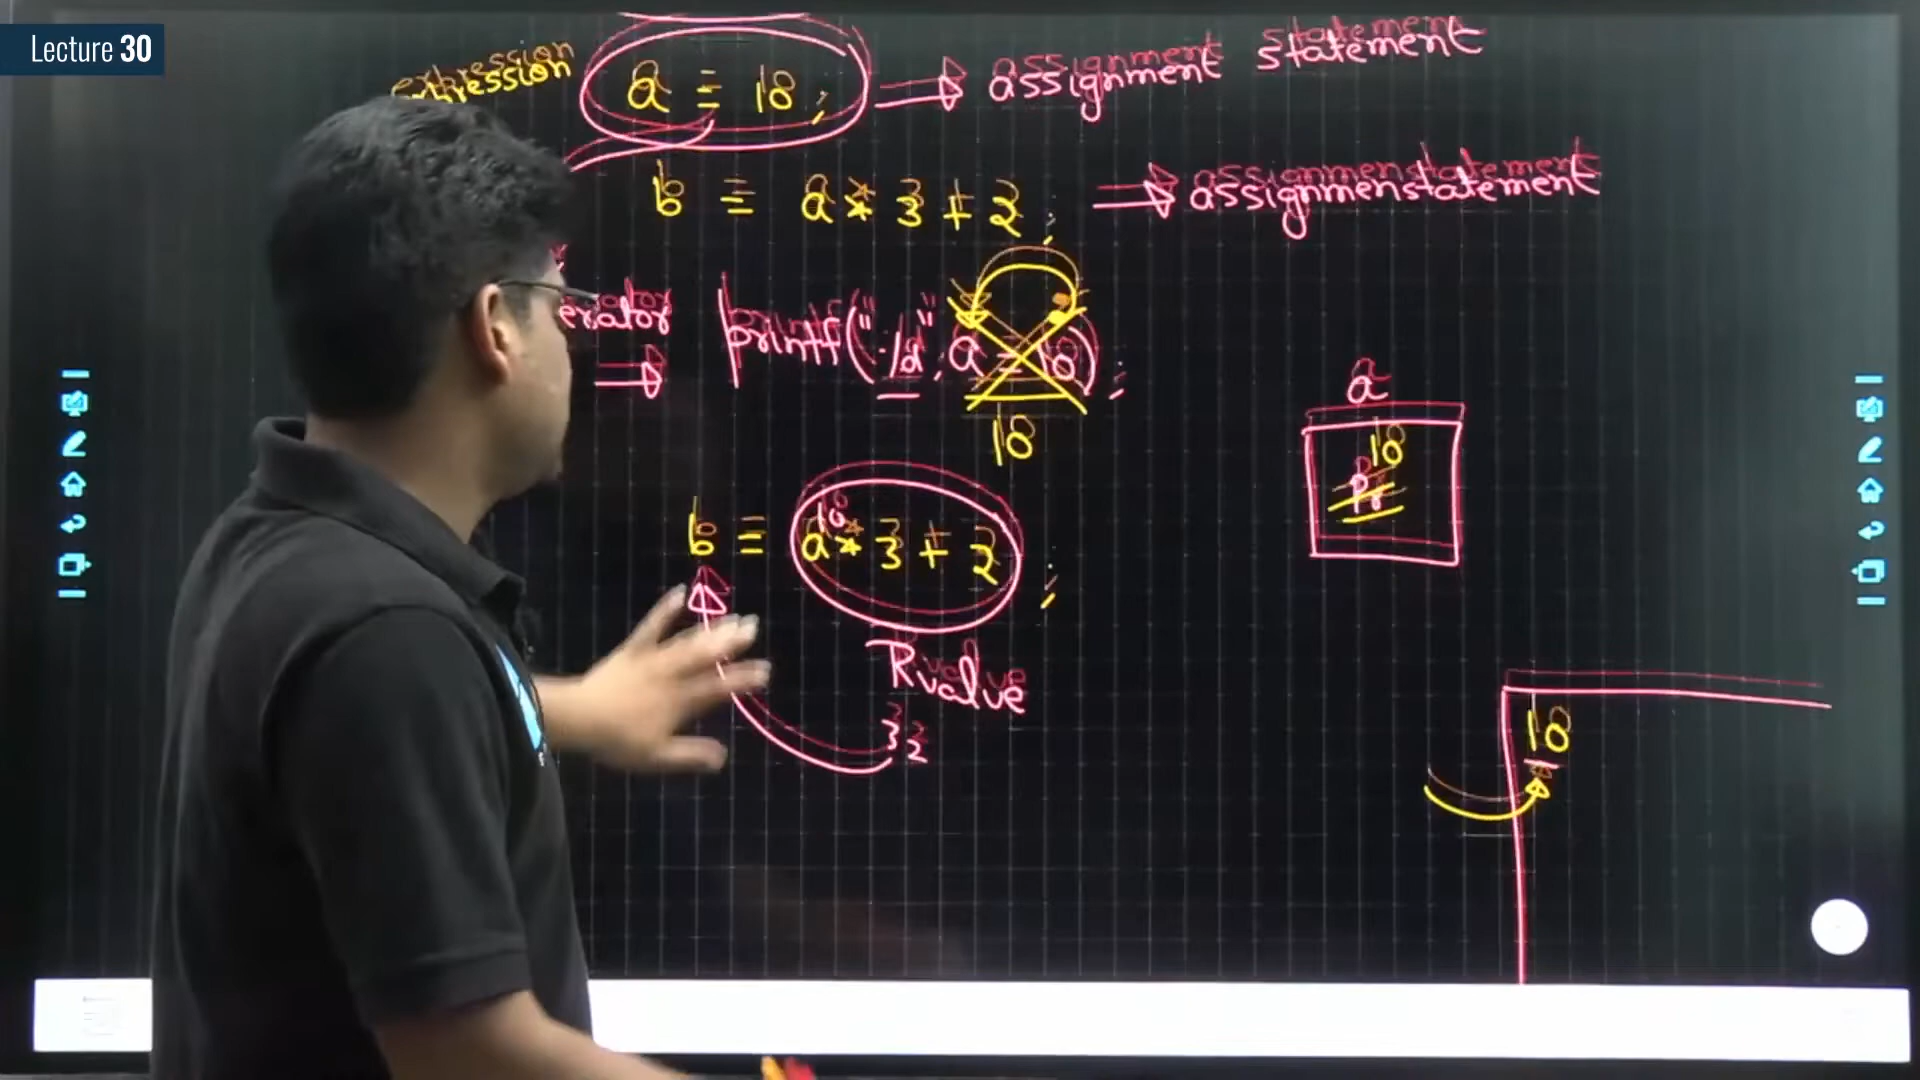 Lecture 30
expression a = 10; ⇒ assignment statement
b = a * 3 + 2; ⇒ assignmenstatement
erator
⇒ printf("%d", a = 10);
10
a
10
b = a * 3 + 2;
10
Rvalue
32
10